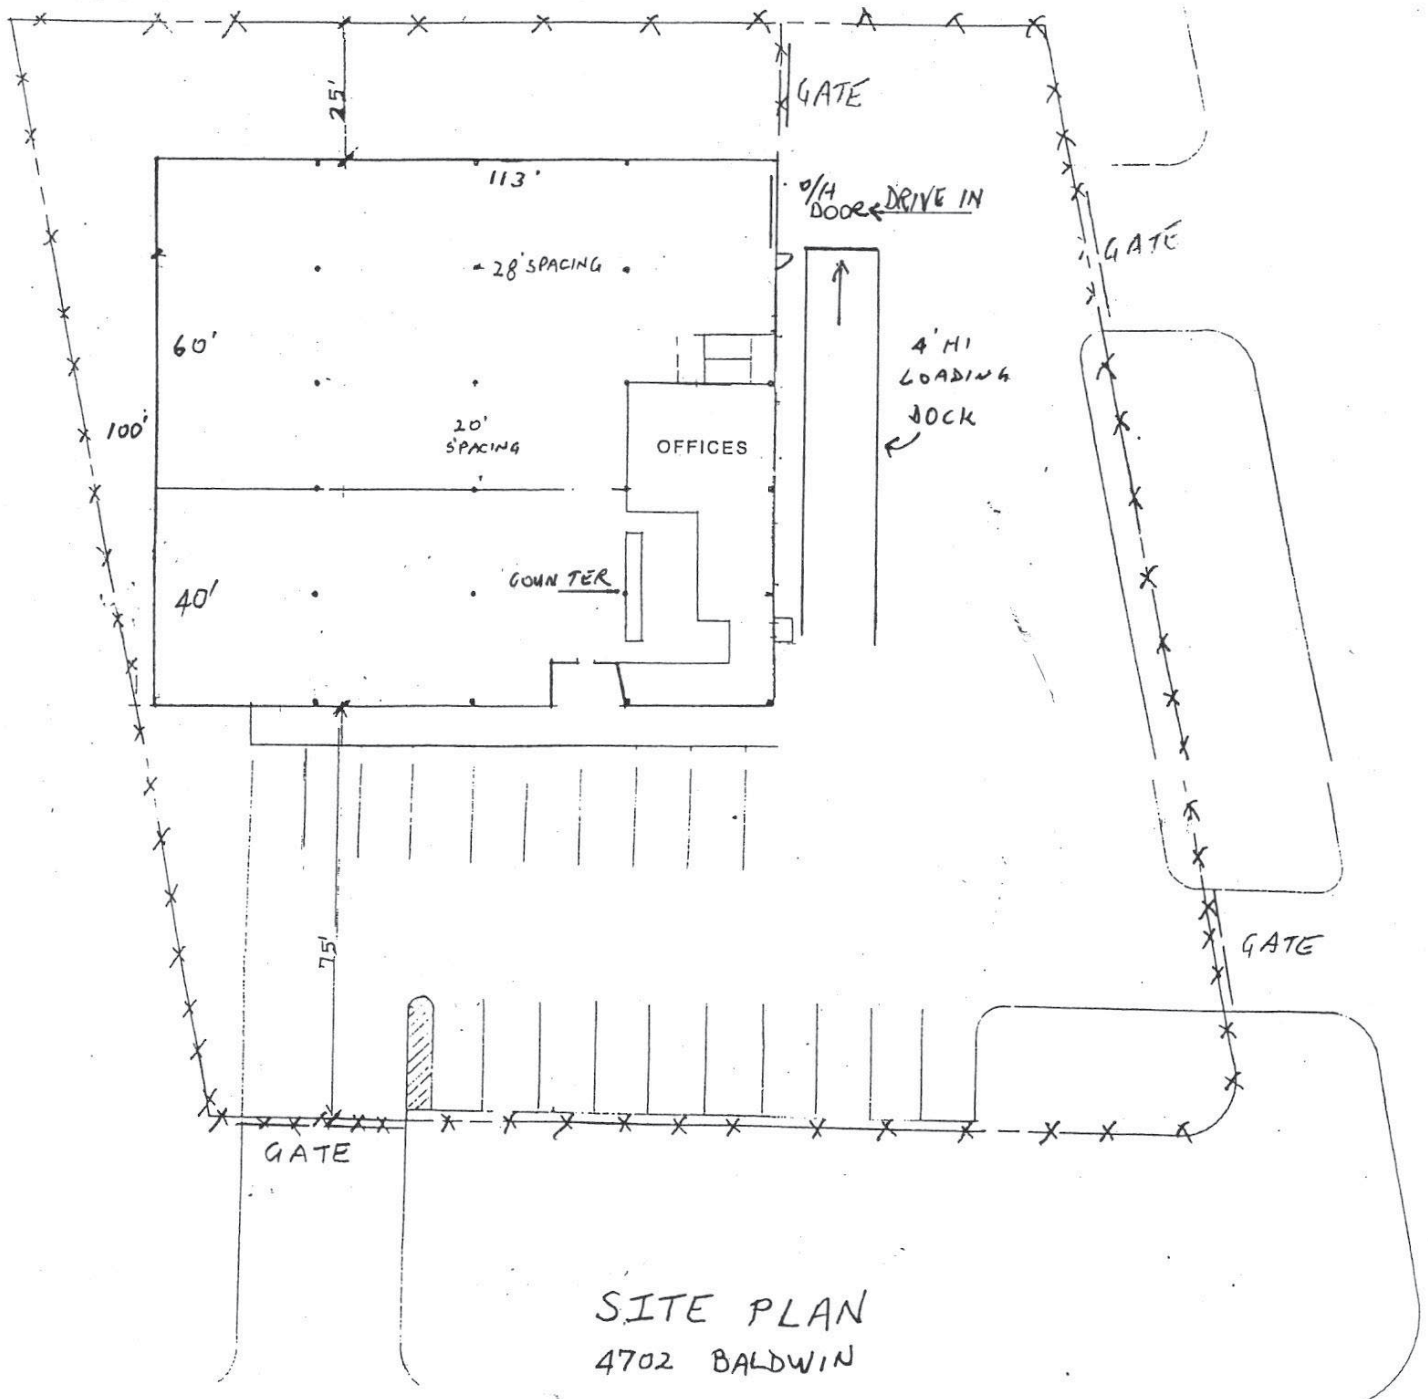 25'
GATE
113'
O/H
DOOR
DRIVE IN
GATE
28' SPACING
60'
4' HI
LOADING
DOCK
100'
20'
SPACING
OFFICES
COUNTER
40'
75'
GATE
GATE
SITE PLAN
4702 BALDWIN